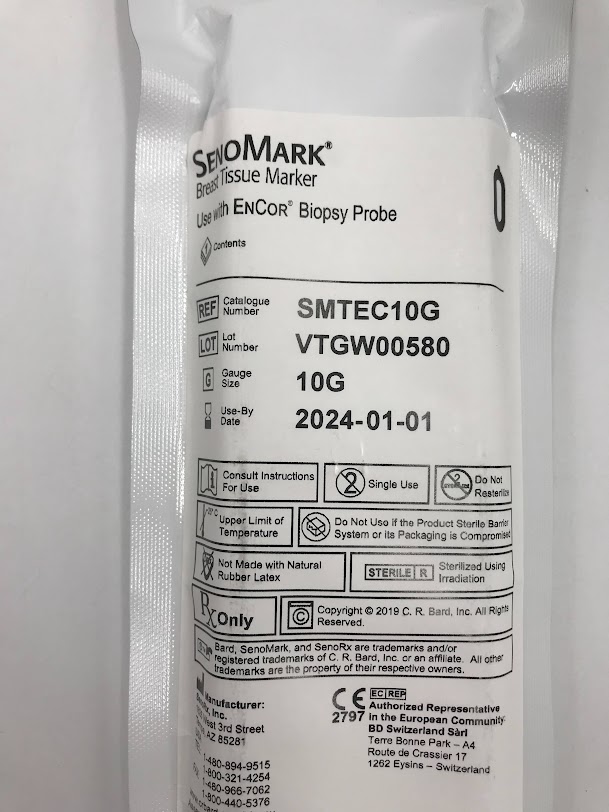 SENOMARK®
Breast Tissue Marker
Use with ENCOR® Biopsy Probe
0
Contents
REF Catalogue Number SMTEC10G
LOT Lot Number VTGW00580
G Gauge Size 10G
Use-By Date 2024-01-01
Consult Instructions For Use
2 Single Use
2 Do Not Resterilize
°C Upper Limit of Temperature
Do Not Use if the Product Sterile Barrier
System or its Packaging is Compromised
Not Made with Natural
Rubber Latex
STERILE R Sterilized Using
Irradiation
Rx Only
© Copyright © 2019 C. R. Bard, Inc. All Rights
Reserved.
Bard, SenoMark, and SenoRx are trademarks and/or
registered trademarks of C. R. Bard, Inc. or an affiliate. All other
trademarks are the property of their respective owners.
Manufacturer:
Inc.
West 3rd Street
AZ 85281
1-480-894-9515
1-800-321-4254
-480-966-7062
1-800-440-5376
CE
2797
EC REP
Authorized Representative
in the European Community
BD Switzerland Sàrl
Terre Bonne Park – A4
Route de Crassier 17
1262 Eysins – Switzerland